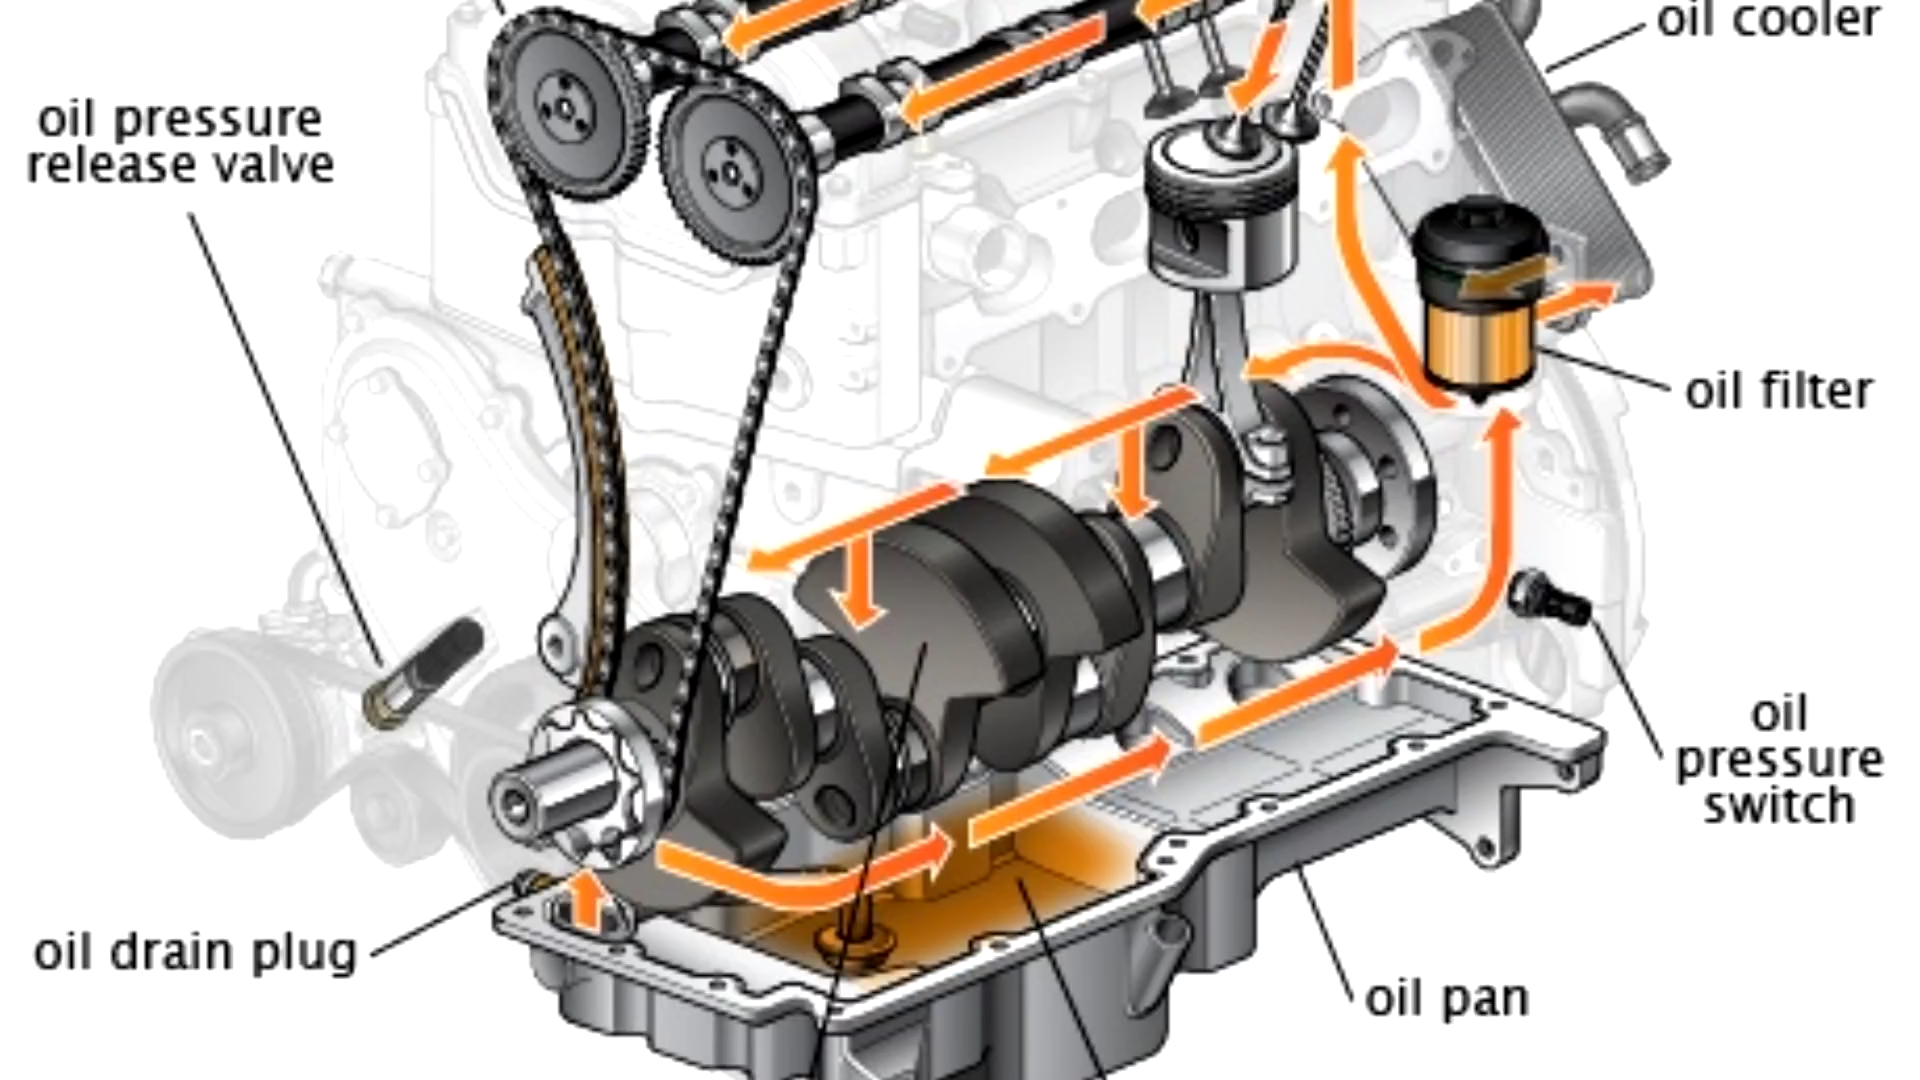 oil cooler
oil pressure
release valve
oil filter
oil
pressure
switch
oil drain plug
oil pan